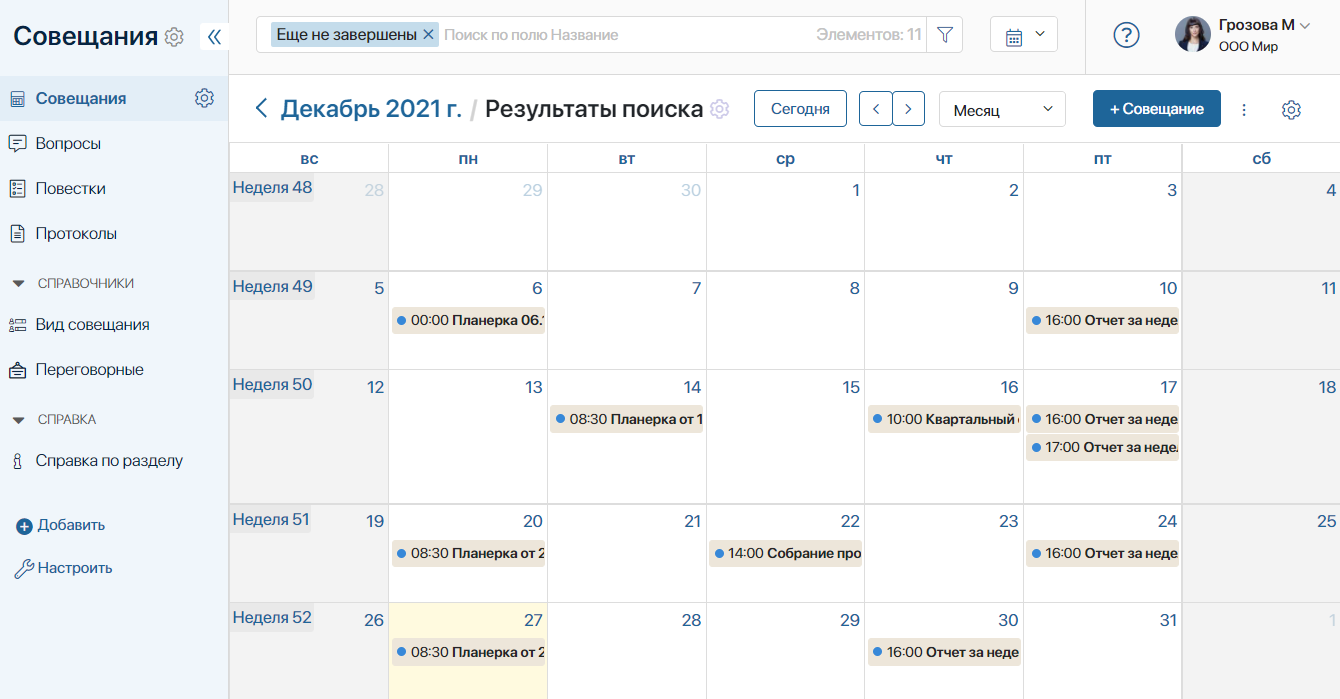 Совещания
Еще не завершены × Поиск по полю Название Элементов: 11
?
Грозова М
ООО Мир
Совещания
Вопросы
Повестки
Протоколы
СПРАВОЧНИКИ
Вид совещания
Переговорные
СПРАВКА
Справка по разделу
Добавить
Настроить
Декабрь 2021 г. / Результаты поиска
Сегодня
Месяц
+ Совещание
вс пн вт ср чт пт сб
Неделя 48 28 29 30 1 2 3 4
Неделя 49 5 6 7 8 9 10 11
00:00 Планерка 06. 16:00 Отчет за неде
Неделя 50 12 13 14 15 16 17 18
08:30 Планерка от 1 10:00 Квартальный 16:00 Отчет за неде
17:00 Отчет за неде
Неделя 51 19 20 21 22 23 24 25
08:30 Планерка от 2 14:00 Собрание про 16:00 Отчет за неде
Неделя 52 26 27 28 29 30 31 1
08:30 Планерка от 2 16:00 Отчет за неде